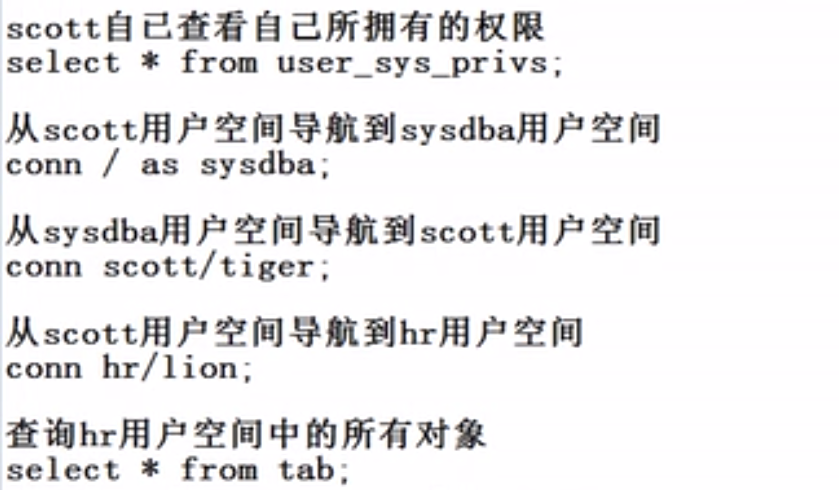 scott自已查看自己所拥有的权限
select * from user_sys_privs;
从scott用户空间导航到sysdba用户空间
conn / as sysdba;
从sysdba用户空间导航到scott用户空间
conn scott/tiger;
从scott用户空间导航到hr用户空间
conn hr/lion;
查询hr用户空间中的所有对象
select * from tab;